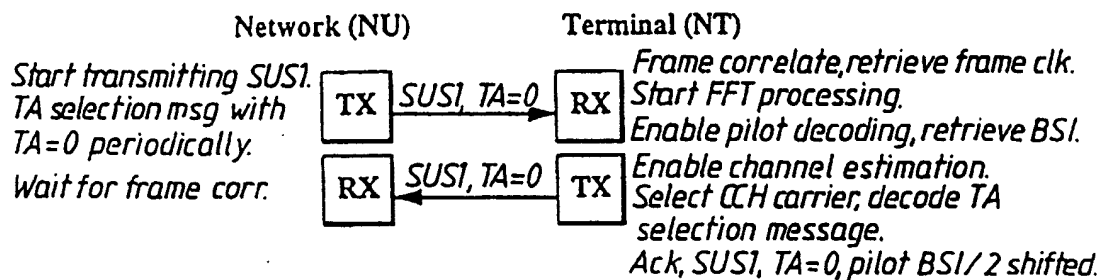 Network (NU)
Terminal (NT)
Start transmitting SUS1.
TA selection msg with
TA=0 periodically.
Wait for frame corr.
TX
SUS1, TA=0
RX
RX
SUS1, TA=0
TX
Frame correlate, retrieve frame clk.
Start FFT processing.
Enable pilot decoding, retrieve BSI.
Enable channel estimation.
Select CCH carrier, decode TA
selection message.
Ack, SUS1, TA=0, pilot BSI/2 shifted.